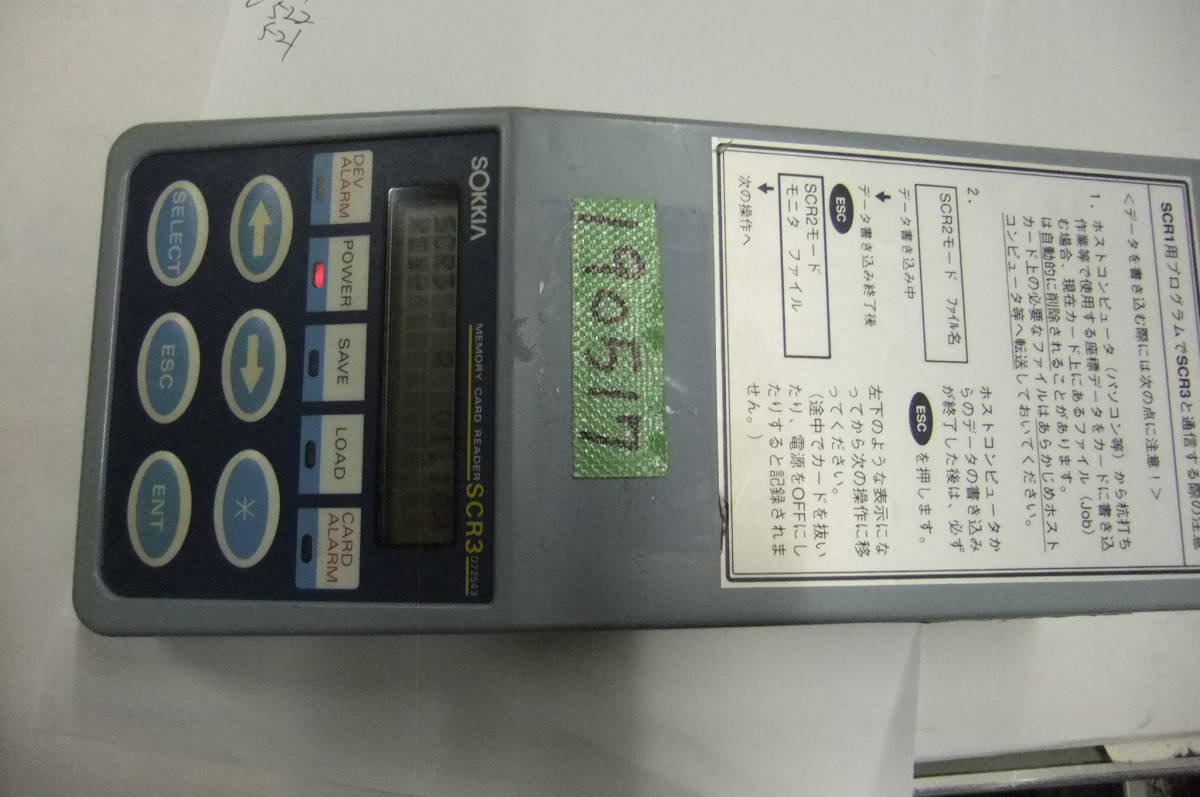 522
521
SCR1用プログラムでSCR3と通信する際の注意
<データを書き込む際には次の点に注意！>
1. ホストコンピュータ（パソコン等）から杭打ち
作業等で使用する座標データをカードに書き込
む場合、現在カード上にあるファイル（Job）
は自動的に削除されることがあります。
カード上の必要なファイルはあらかじめホスト
コンピュータ等へ転送しておいてください。
2.
SCR2モード ファイル名
データ書き込み中
データ書き込み終了後
ESC
SCR2モード
モニタ ファイル
次の操作へ
ホストコンピュータか
らのデータの書き込み
が終了した後は、必ず
ESC を押します。
左下のような表示にな
ってから次の操作に移
ってください。
（途中でカードを抜い
たり、電源をOFFにし
たりすると記録されま
せん。）
190517
SOKKIA
MEMORY CARD READER SCR3 072543
DEV ALARM
POWER
SAVE
LOAD
CARD ALARM
←
→
*
SELECT
ESC
ENT